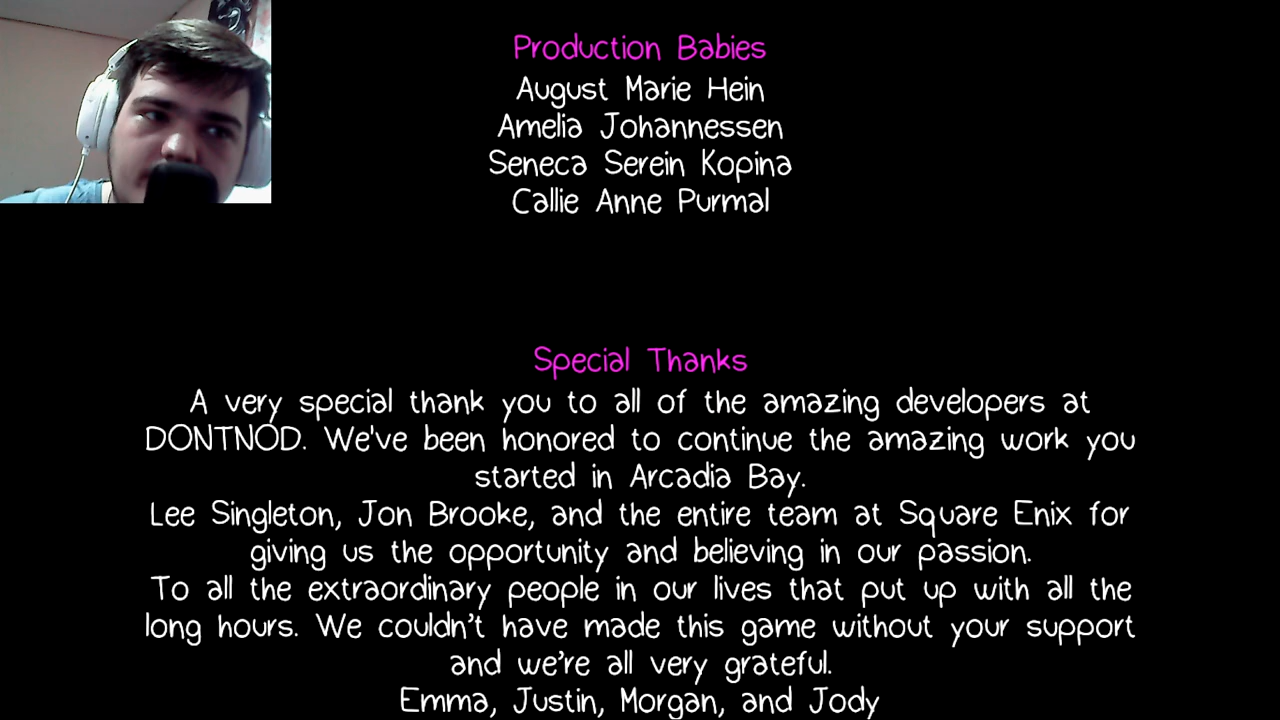 Production Babies
August Marie Hein
Amelia Johannessen
Seneca Serein Kopina
Callie Anne Purmal
Special Thanks
A very special thank you to all of the amazing developers at
DONTNOD. We've been honored to continue the amazing work you
started in Arcadia Bay.
Lee Singleton, Jon Brooke, and the entire team at Square Enix for
giving us the opportunity and believing in our passion.
To all the extraordinary people in our lives that put up with all the
long hours. We couldn't have made this game without your support
and we're all very grateful.
Emma, Justin, Morgan, and Jody